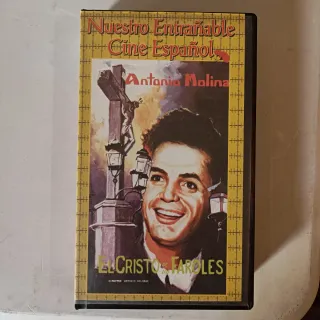 Nuestro Entrañable
Cine Español
Antonio Molina
EL CRISTO DE LOS FAROLES